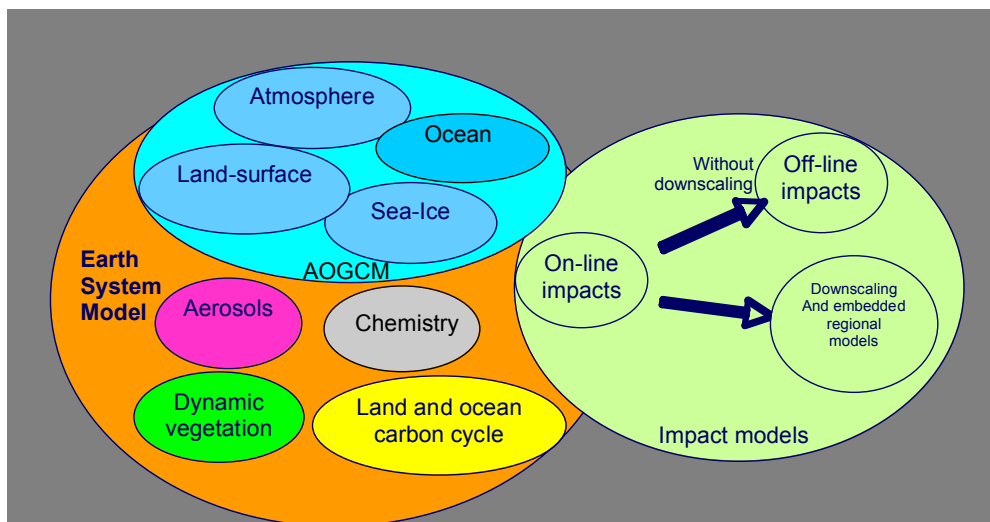 Atmosphere
Ocean
Land-surface
Sea-Ice
AOGCM
Earth
System
Model
Aerosols
Chemistry
Dynamic
vegetation
Land and ocean
carbon cycle
On-line
impacts
Without
downscaling
Off-line
impacts
Downscaling
And embedded
regional
models
Impact models